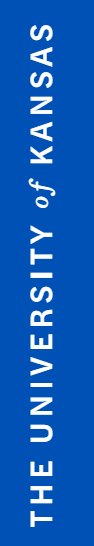 THE UNIVERSITY of KANSAS